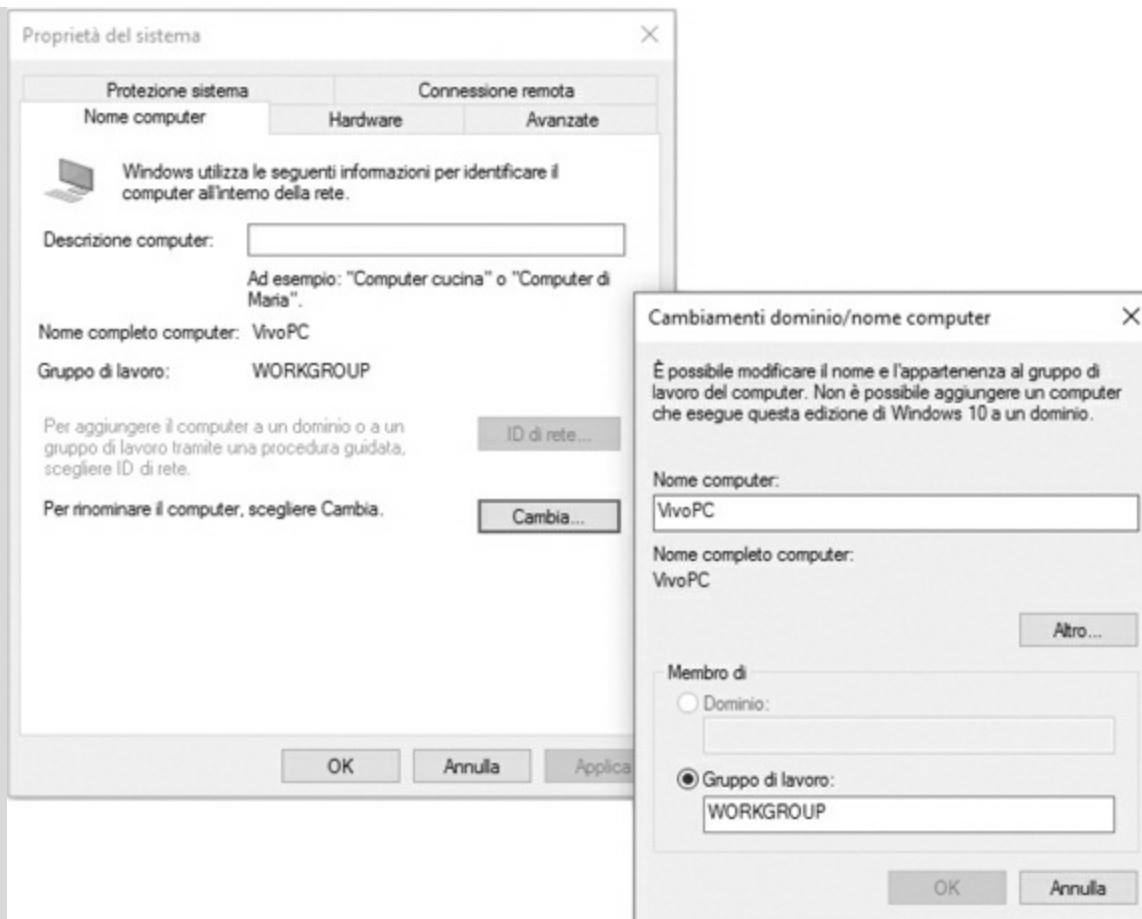 Proprietà del sistema
Protezione sistema
Connessione remota
Nome computer
Hardware
Avanzate
Windows utilizza le seguenti informazioni per identificare il
computer all'interno della rete.
Descrizione computer:
Ad esempio: "Computer cucina" o "Computer di
Maria".
Nome completo computer: VivoPC
Gruppo di lavoro: WORKGROUP
Per aggiungere il computer a un dominio o a un
gruppo di lavoro tramite una procedura guidata,
scegliere ID di rete.
ID di rete...
Per rinominare il computer, scegliere Cambia.
Cambia...
OK
Annulla
Applica
Cambiamenti dominio/nome computer
È possibile modificare il nome e l'appartenenza al gruppo di
lavoro del computer. Non è possibile aggiungere un computer
che esegue questa edizione di Windows 10 a un dominio.
Nome computer:
VivoPC
Nome completo computer:
VivoPC
Altro...
Membro di
Dominio:
Gruppo di lavoro:
WORKGROUP
OK
Annulla